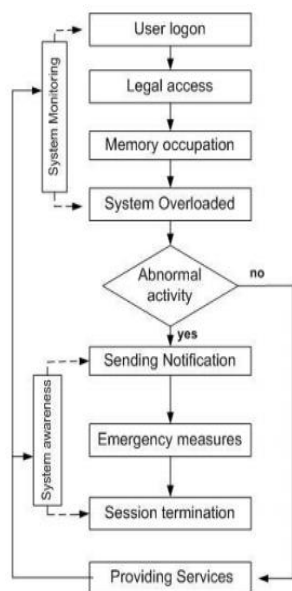 User logon
Legal access
System Monitoring
Memory occupation
System Overloaded
Abnormal
activity
no
yes
Sending Notification
System awareness
Emergency measures
Session termination
Providing Services